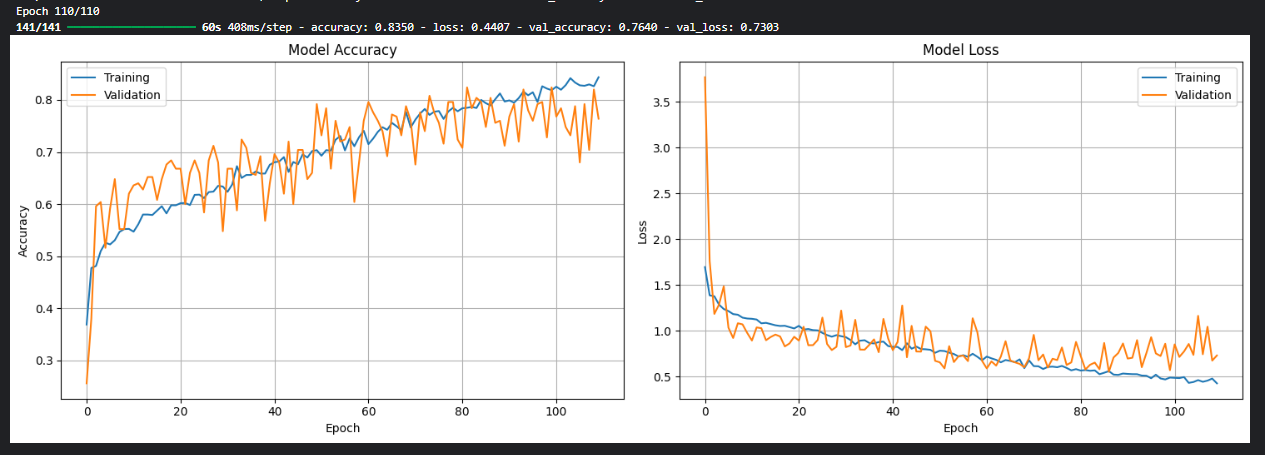 Epoch 110/110
141/141 60s 408ms/step - accuracy: 0.8350 - loss: 0.4407 - val_accuracy: 0.7640 - val_loss: 0.7303
Model Accuracy
Training
Validation
0.8
0.7
0.6
0.5
0.4
0.3
Accuracy
0 20 40 60 80 100
Epoch
Model Loss
Training
Validation
3.5
3.0
2.5
2.0
1.5
1.0
0.5
Loss
0 20 40 60 80 100
Epoch